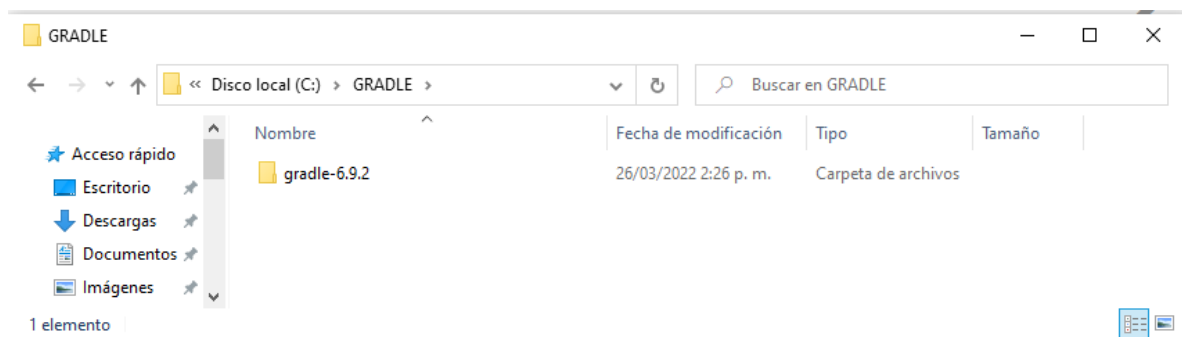 GRADLE
« Disco local (C:) > GRADLE > Buscar en GRADLE
Nombre Fecha de modificación Tipo Tamaño
Acceso rápido
gradle-6.9.2 26/03/2022 2:26 p. m. Carpeta de archivos
Escritorio
Descargas
Documentos
Imágenes
1 elemento